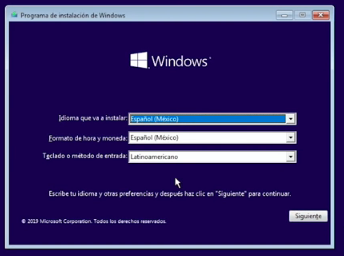 Programa de instalación de Windows
Windows
Idioma que va a instalar: Español (México)
Formato de hora y moneda: Español (México)
Teclado o método de entrada: Latinoamericano
Escribe tu idioma y otras preferencias y después haz clic en "Siguiente" para continuar.
© 2019 Microsoft Corporation. Todos los derechos reservados.
Siguiente